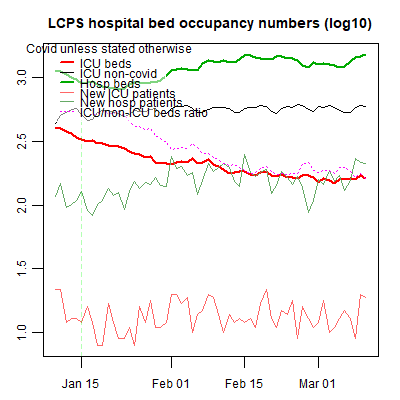 LCPS hospital bed occupancy numbers (log10)
Covid unless stated otherwise
ICU beds
ICU non-covid
Hosp beds
New ICU patients
New hosp patients
ICU/non-ICU beds ratio
3.0
2.5
2.0
1.5
1.0
Jan 15
Feb 01
Feb 15
Mar 01